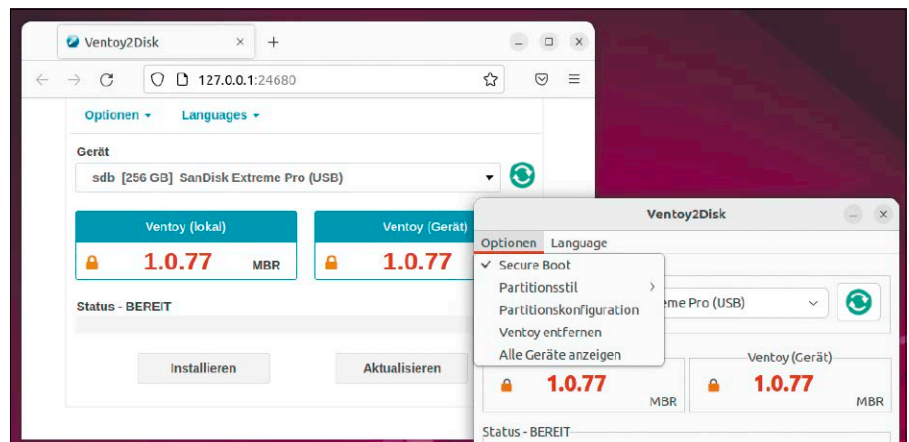 Ventoy2Disk
127.0.0.1:24680
Optionen Languages
Gerät
sdb [256 GB] SanDisk Extreme Pro (USB)
Ventoy (lokal) Ventoy (Gerät)
1.0.77 MBR 1.0.77
Status - BEREIT
Installieren Aktualisieren
Ventoy2Disk
Optionen Language
Secure Boot
Partitionsstil
Partitionskonfiguration
Ventoy entfernen
Alle Geräte anzeigen
me Pro (USB)
Ventoy (Gerät)
1.0.77 MBR 1.0.77 MBR
Status - BEREIT